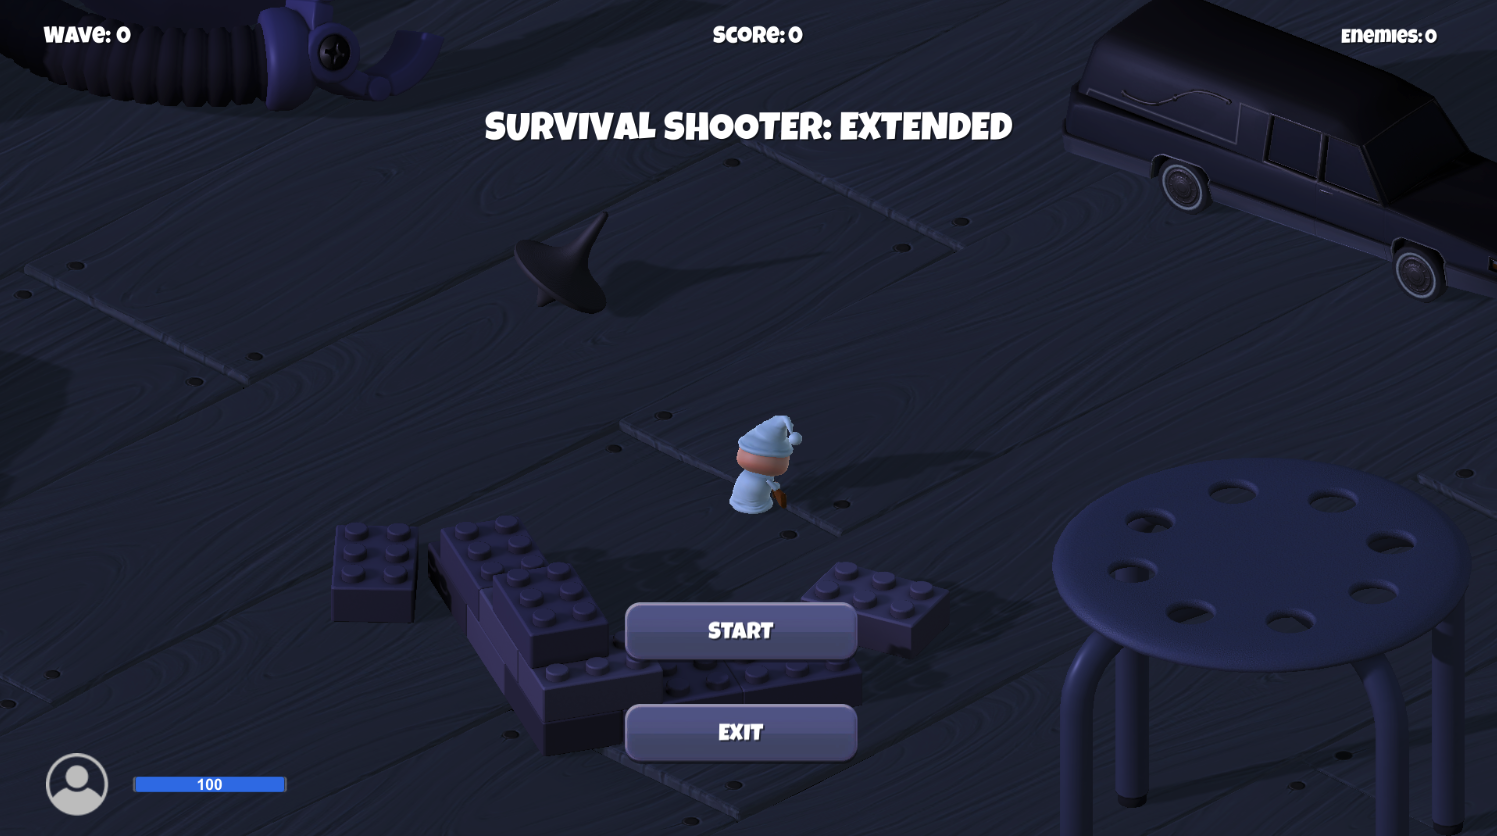 WAVE: 0
SCORE: 0
ENEMIES: 0
SURVIVAL SHOOTER: EXTENDED
START
EXIT
100